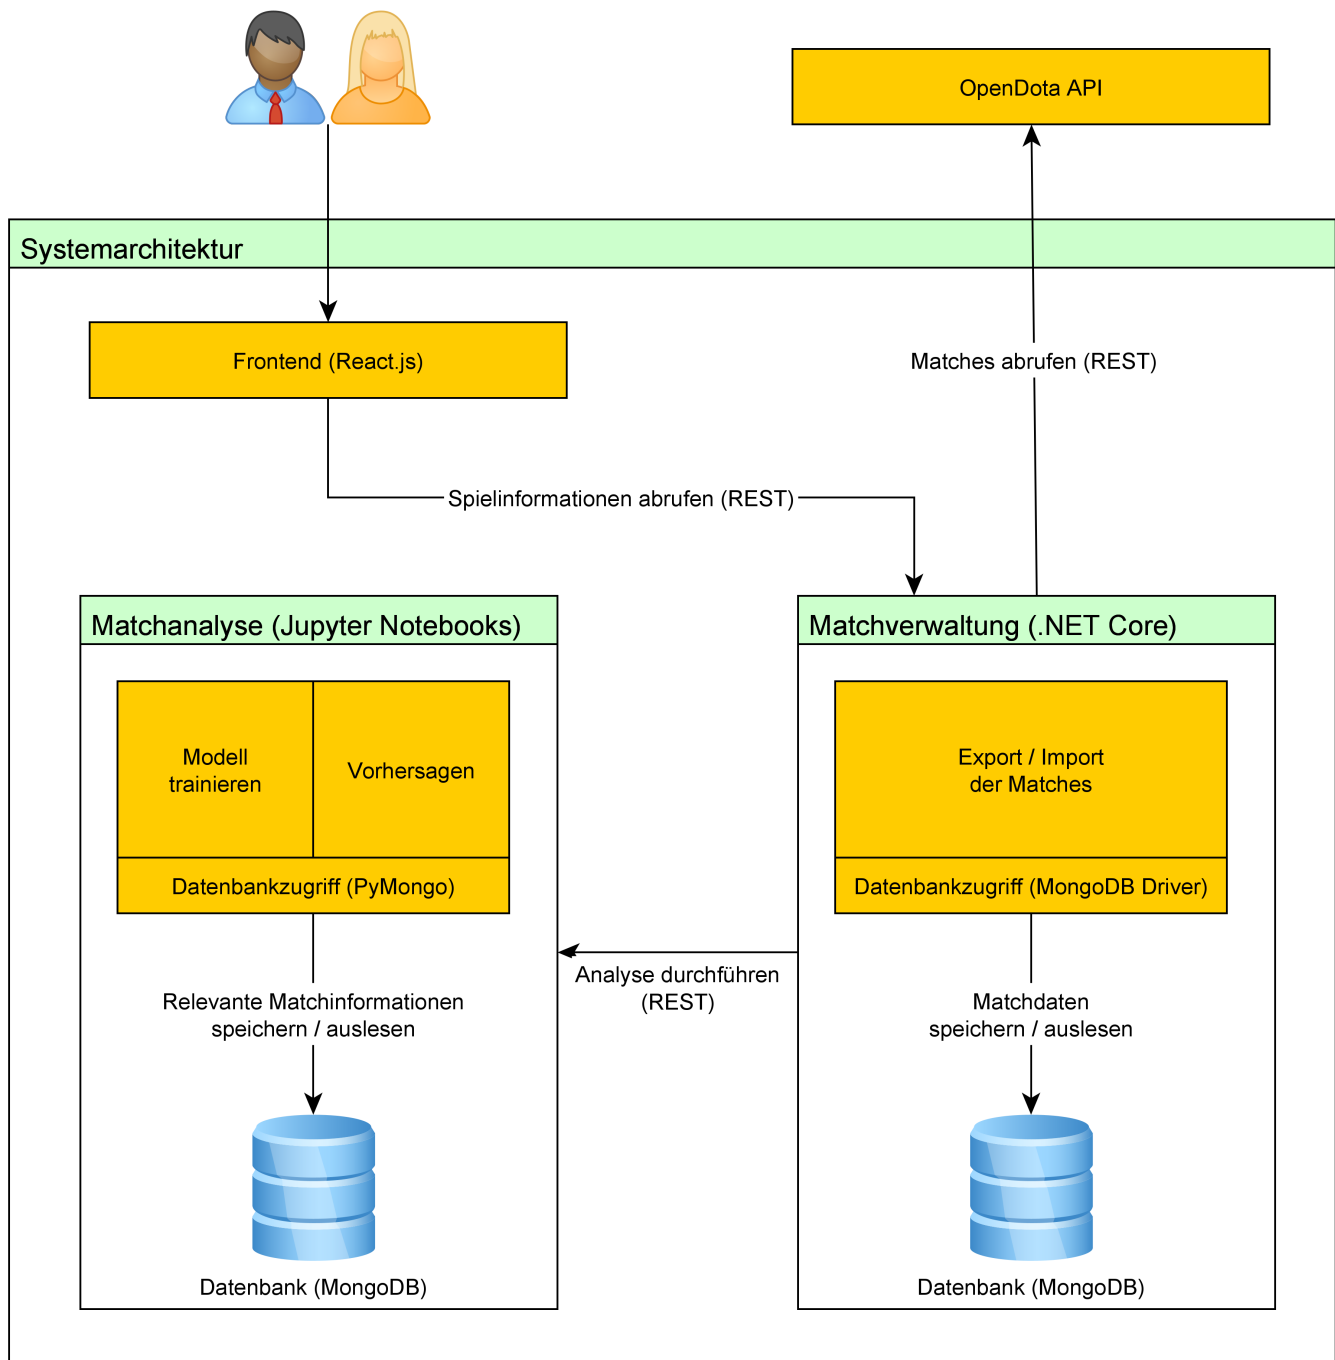 OpenDota API
Systemarchitektur
Frontend (React.js)
Matches abrufen (REST)
Spielinformationen abrufen (REST)
Matchanalyse (Jupyter Notebooks)
Modell
trainieren
Vorhersagen
Datenbankzugriff (PyMongo)
Relevante Matchinformationen
speichern / auslesen
Datenbank (MongoDB)
Analyse durchführen
(REST)
Matchverwaltung (.NET Core)
Export / Import
der Matches
Datenbankzugriff (MongoDB Driver)
Matchdaten
speichern / auslesen
Datenbank (MongoDB)